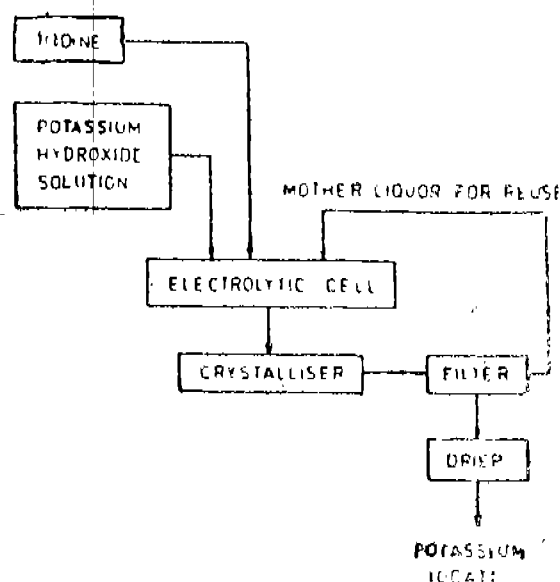 IODINE
POTASSIUM
HYDROXIDE
SOLUTION
MOTHER LIQUOR FOR REUSE
ELECTROLYTIC CELL
CRYSTALLISER
FILTER
DRIER
POTASSIUM
IODATE